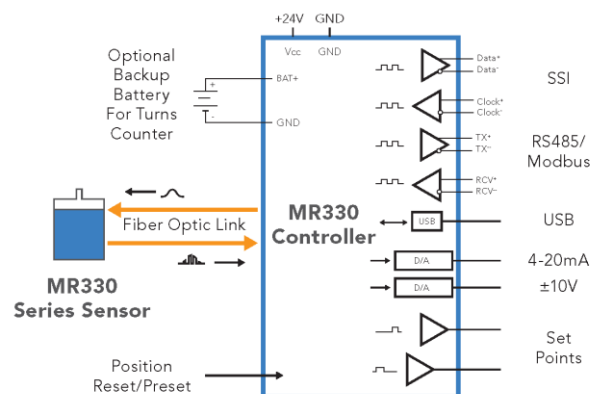 +24V GND
Vcc GND
Optional
Backup
Battery
For Turns
Counter
+
-
BAT+
GND
Fiber Optic Link
MR330
Series Sensor
MR330
Controller
Position
Reset/Preset
Data+
Data-
SSI
Clock+
Clock-
TX+
TX-
RS485/
Modbus
RCV+
RCV-
USB
USB
D/A
4-20mA
D/A
±10V
Set
Points